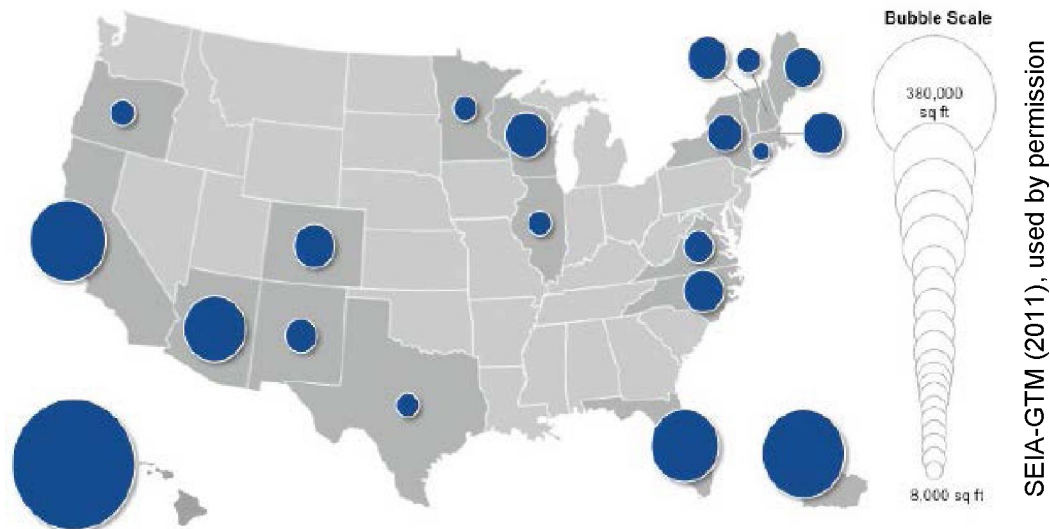 Bubble Scale
380,000
sq ft
8,000 sq ft
SEIA-GTM (2011), used by permission